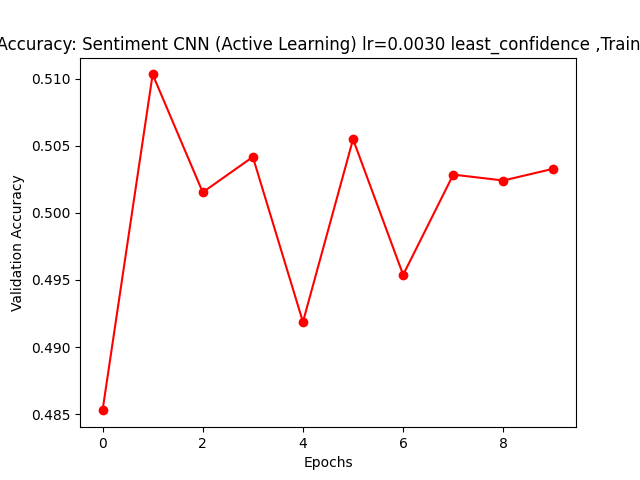 Accuracy: Sentiment CNN (Active Learning) lr=0.0030 least_confidence ,Train
0.510
0.505
0.500
0.495
0.490
0.485
Validation Accuracy
0 2 4 6 8
Epochs